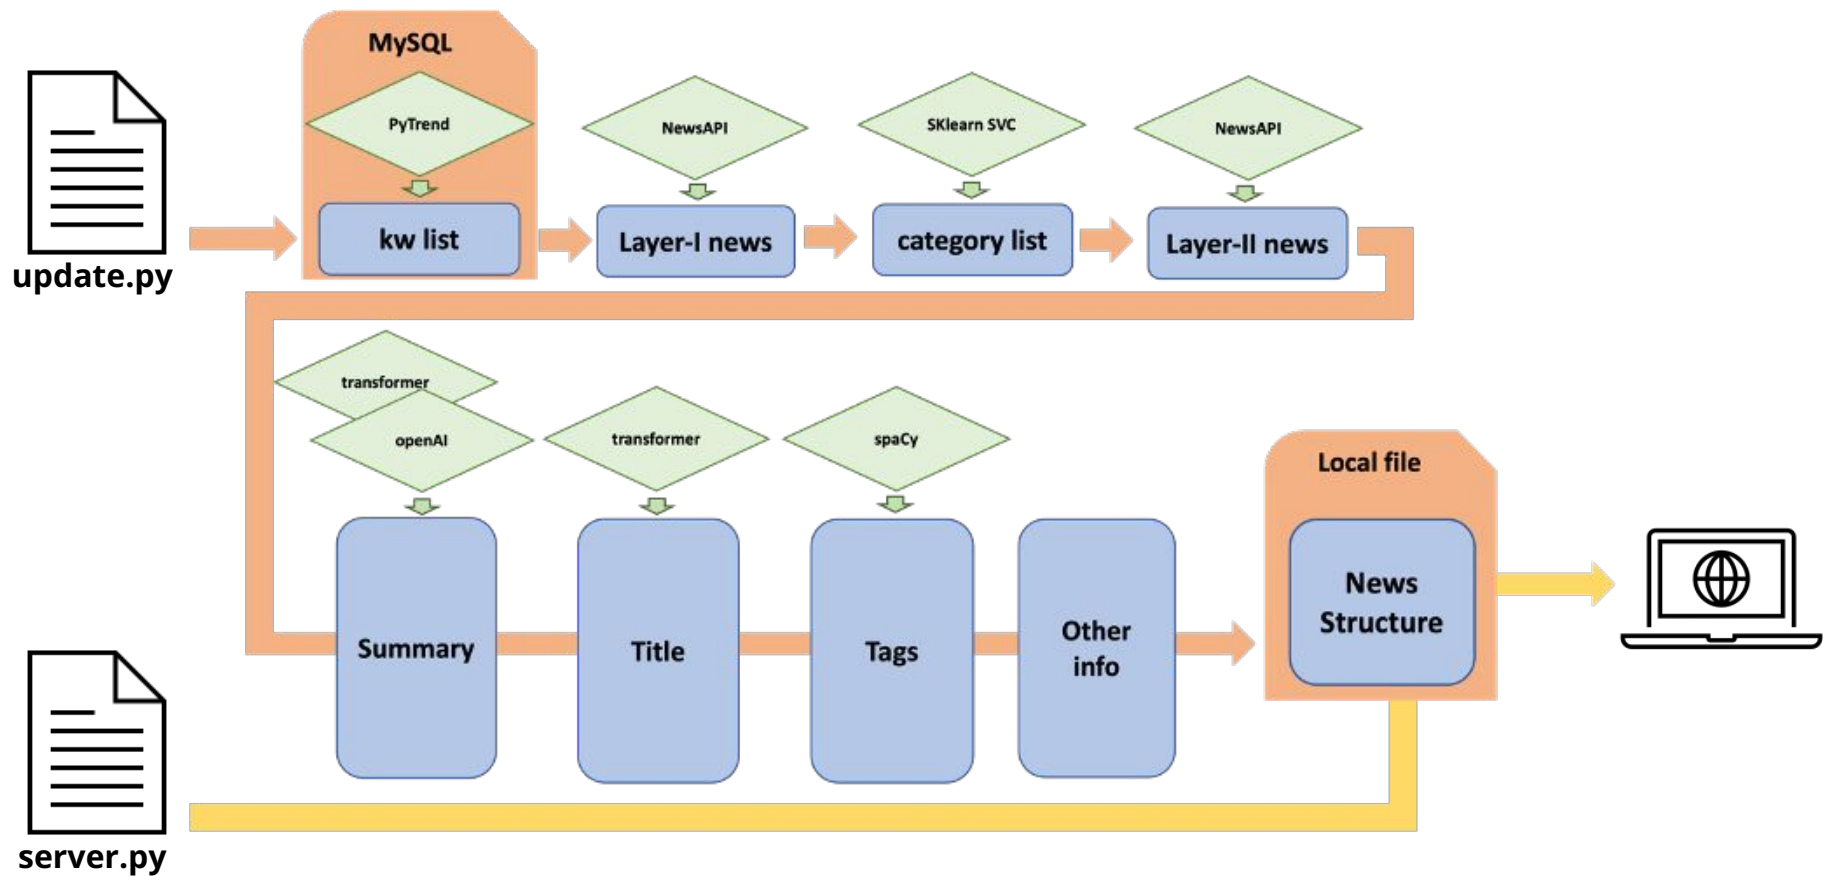 MySQL
PyTrend
NewsAPI
SKlearn SVC
NewsAPI
kw list
Layer-I news
category list
Layer-II news
update.py
transformer
openAI
transformer
spaCy
Local file
Summary
Title
Tags
Other
info
News
Structure
server.py